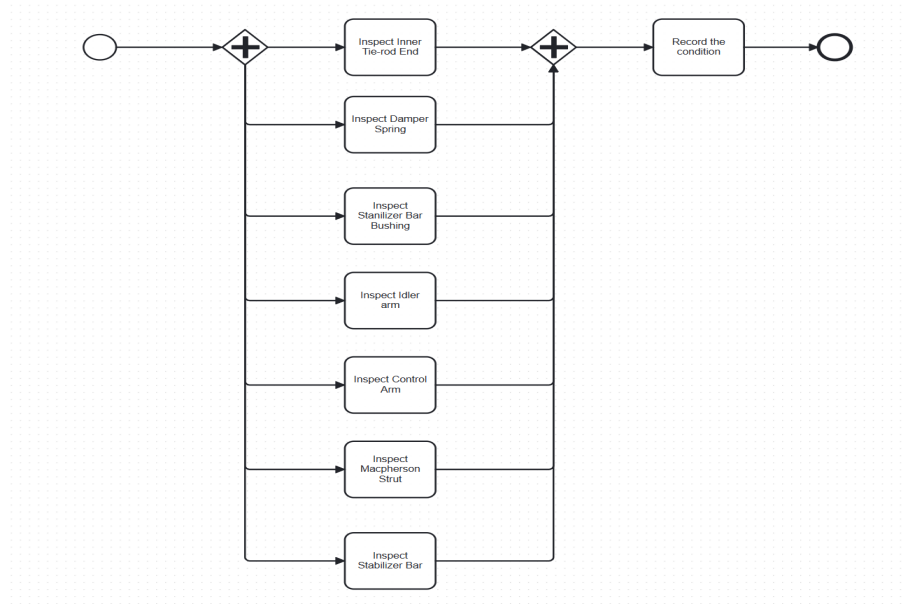 Inspect Inner
Tie-rod End
Record the
condition
Inspect Damper
Spring
Inspect
Stanilizer Bar
Bushing
Inspect Idler
arm
Inspect Control
Arm
Inspect
Macpherson
Strut
Inspect
Stabilizer Bar